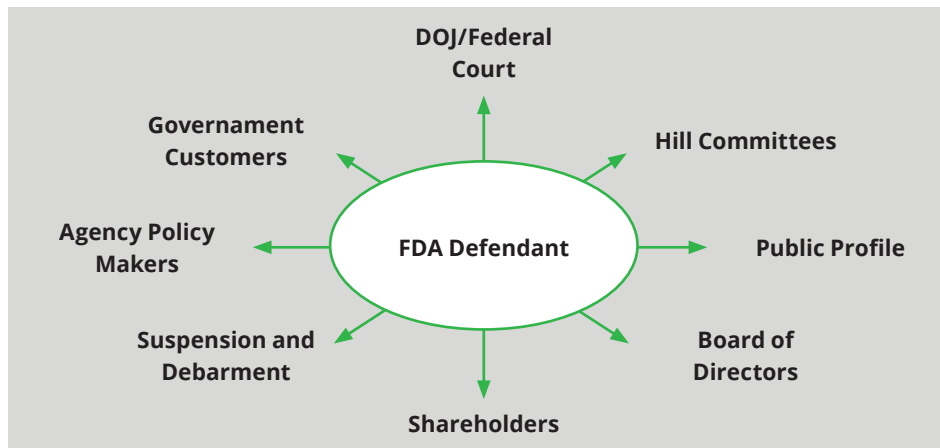 DOJ/Federal
Court
Governament
Customers
Hill Committees
Agency Policy
Makers
FDA Defendant
Public Profile
Suspension and
Debarment
Board of
Directors
Shareholders